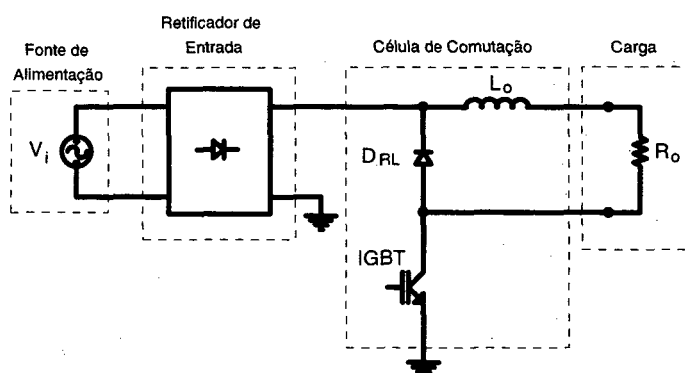 Retificador de
Entrada
Fonte de
Alimentação
Célula de Comutação
Carga
Lo
Vi
DRL
Ro
IGBT